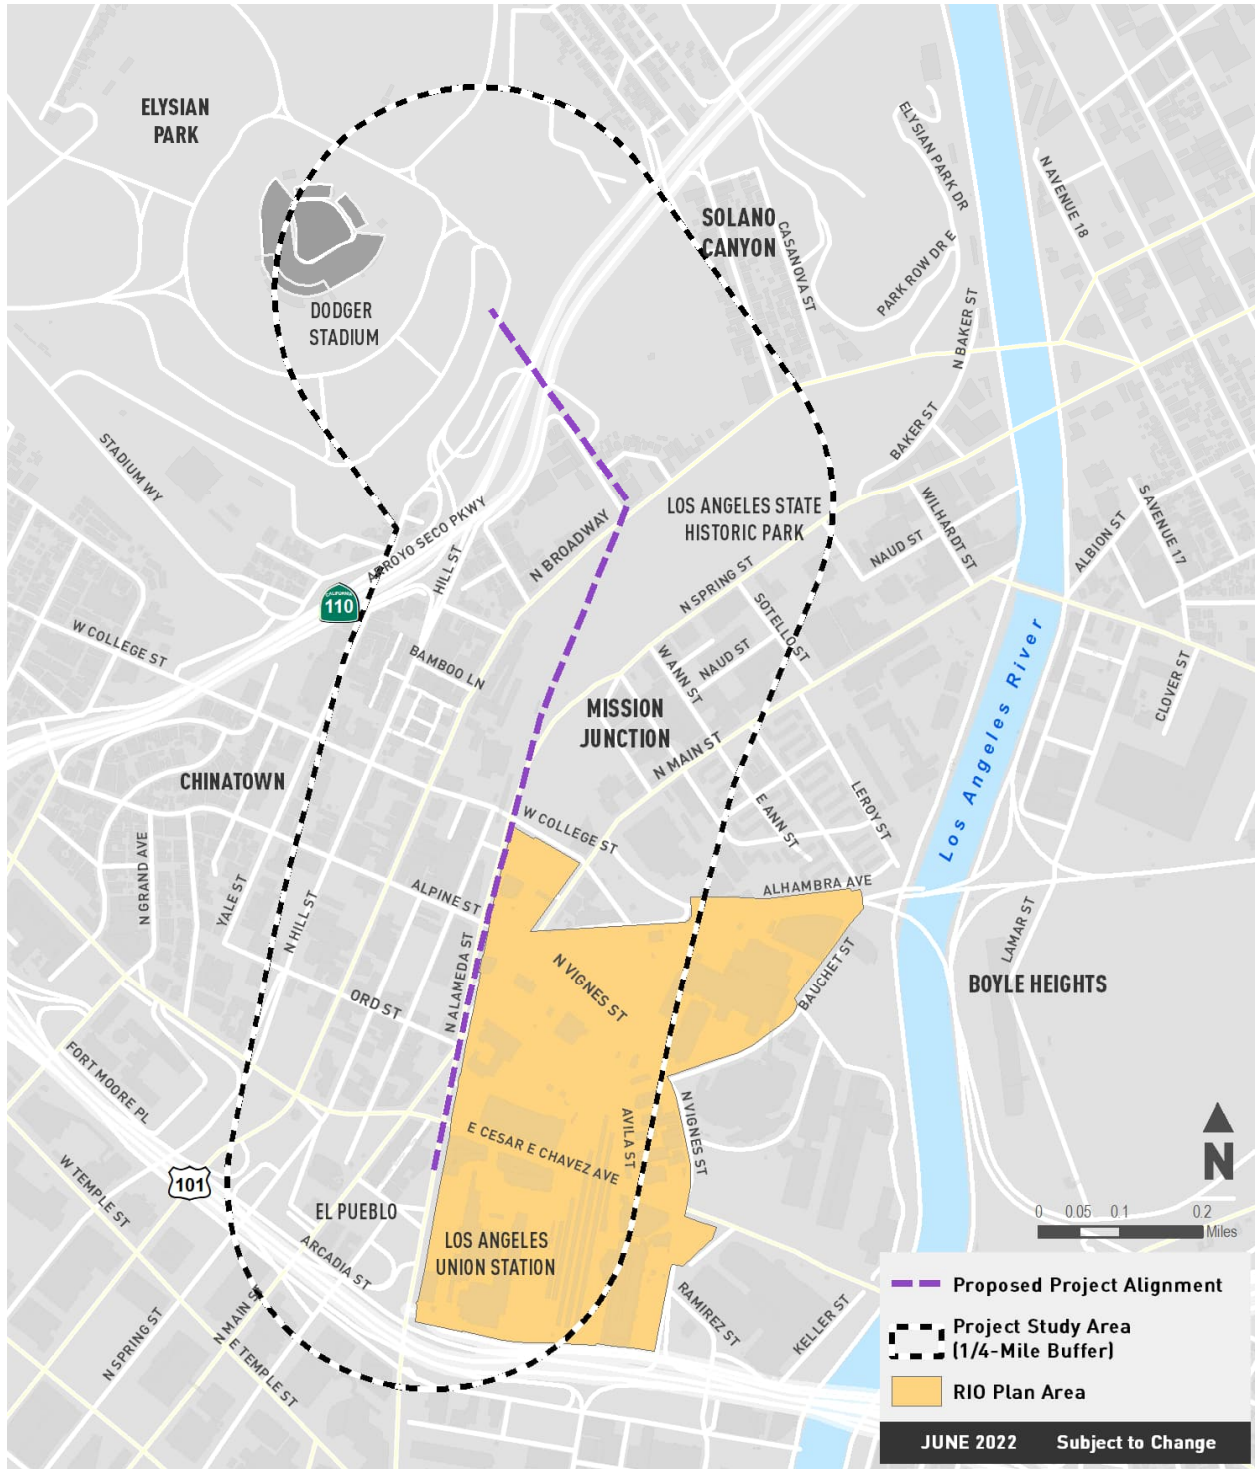 ELYSIAN
PARK
ELYSIAN PARK DR
N AVENUE 18
SOLANO
CANYON
CASANOVA ST
PARK ROW DR E
N BAKER ST
DODGER
STADIUM
STADIUM WY
BAKER ST
ARROYO SECO PKWY
HILL ST
N BROADWAY
LOS ANGELES STATE
HISTORIC PARK
WILHARDT ST
NAUD ST
ALBION ST
S AVENUE 17
CALIFORNIA
110
N SPRING ST
SOTELLO ST
W COLLEGE ST
BAMBOO LN
W ANN ST
NAUD ST
Los Angeles River
CLOVER ST
MISSION
JUNCTION
N MAIN ST
CHINATOWN
W COLLEGE ST
E ANN ST
LEROY ST
N GRAND AVE
YALE ST
N HILL ST
ALPINE ST
ALHAMBRA AVE
LAMAR ST
BOYLE HEIGHTS
N ALAMEDA ST
N VIGNES ST
BAUCHET ST
ORD ST
FORT MOORE PL
E CESAR E CHAVEZ AVE
AVILA ST
N VIGNES ST
W TEMPLE ST
101
EL PUEBLO
LOS ANGELES
UNION STATION
ARCADIA ST
N
0 0.05 0.1 0.2
Miles
N SPRING ST
N MAIN ST
E TEMPLE ST
RAMIREZ ST
KELLER ST
Proposed Project Alignment
Project Study Area
(1/4-Mile Buffer)
RIO Plan Area
JUNE 2022 Subject to Change